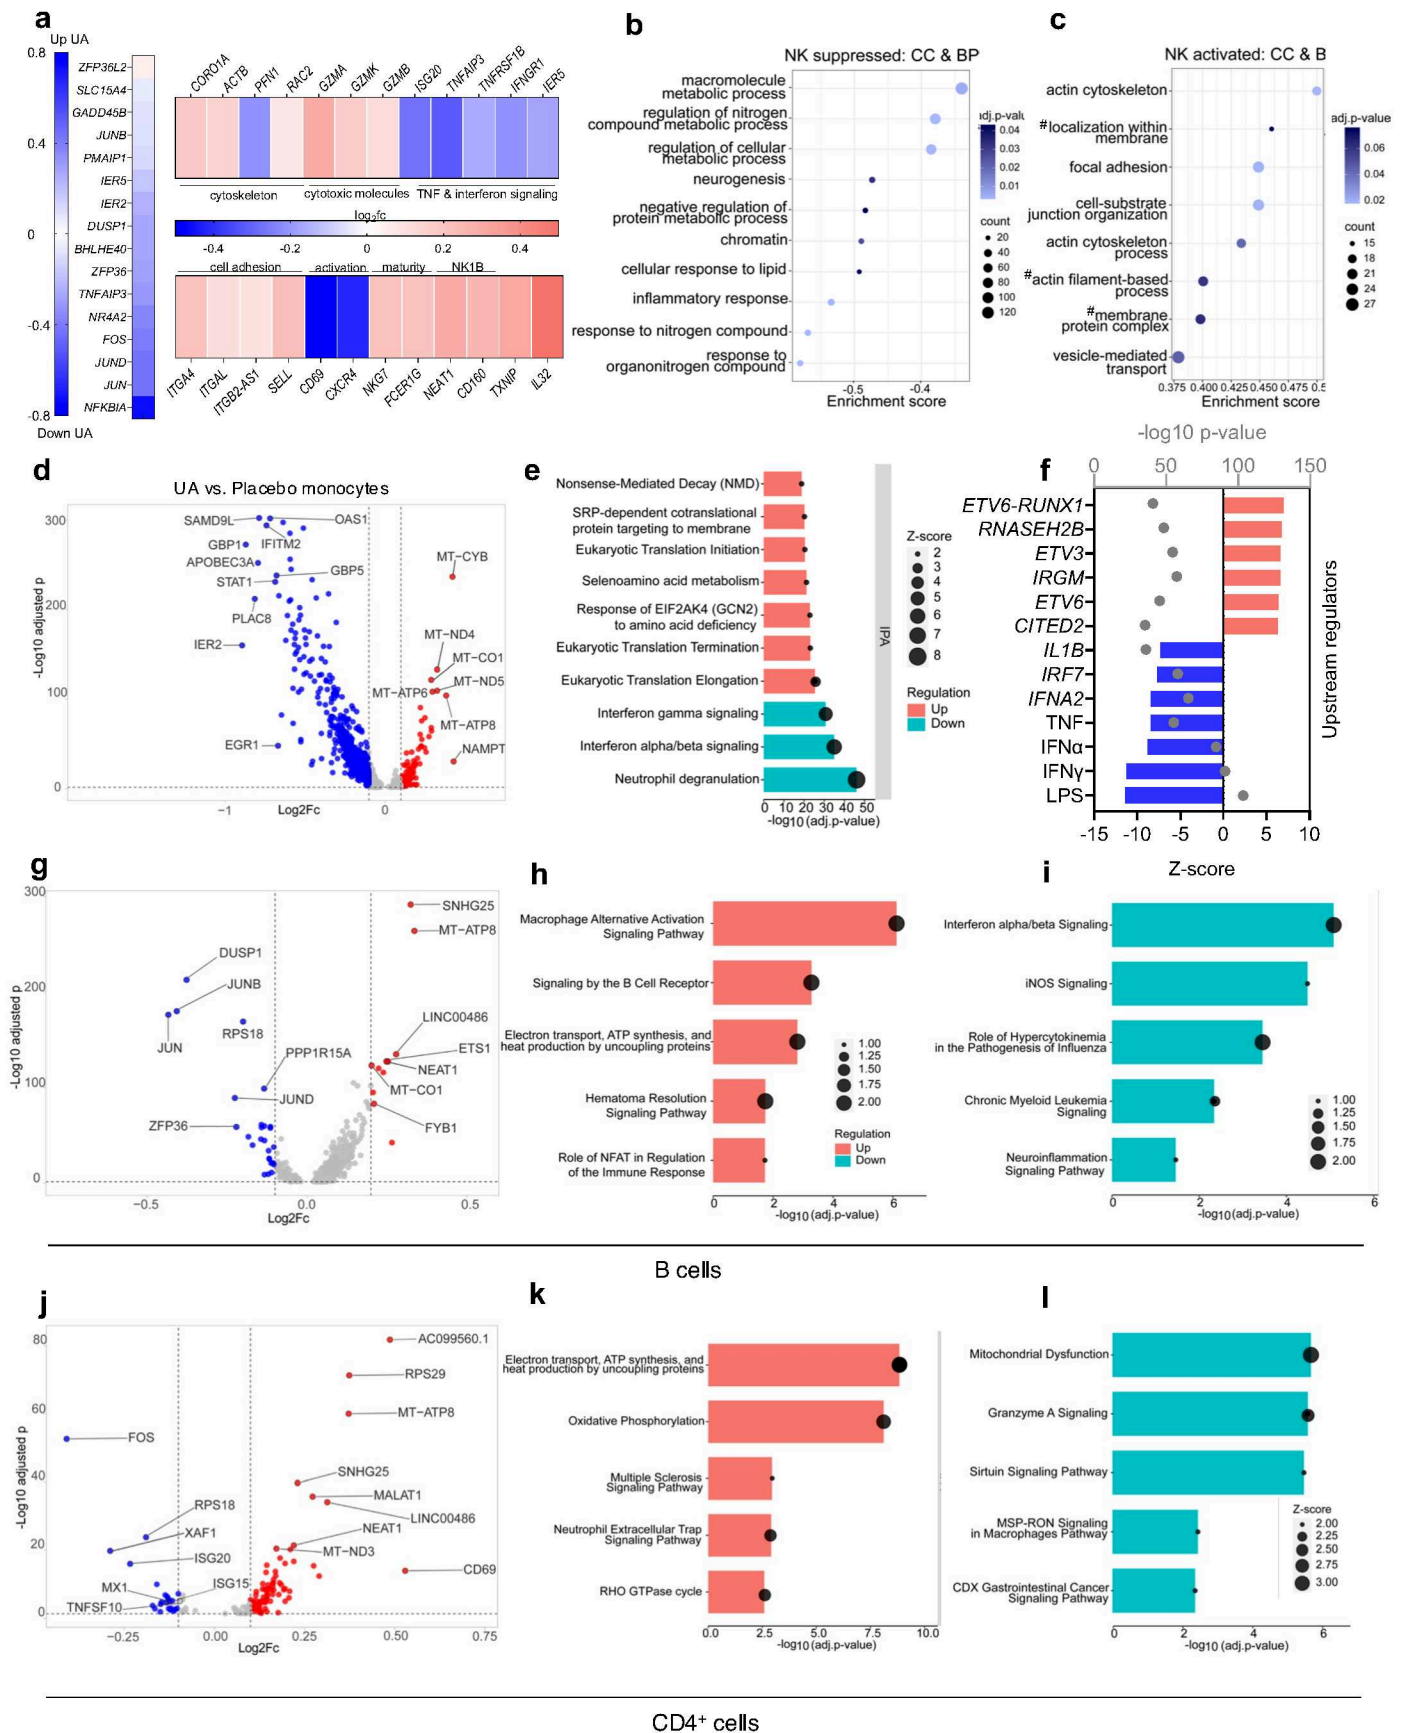 a
Up UA
0.8
0.4
0
-0.4
-0.8
Down UA
ZFP36L2
SLC15A4
GADD45B
JUNB
PMAIP1
IER5
IER2
DUSP1
BHLHE40
ZFP36
TNFAIP3
NR4A2
FOS
JUND
JUN
NFKBIA
CORO1A ACTB PFN1 RAC2 GZMA GZMK GZMB ISG20 TNFAIP3 TNFRSF1B IFNGR1 IER5
cytoskeleton cytotoxic molecules TNF & interferon signaling
log2fc
-0.4 -0.2 0 0.2 0.4
cell adhesion activation maturity NK1B
ITGA4 ITGAL ITGB2-AS1 SELL CD69 CXCR4 NKG7 FCER1G NEAT1 CD160 TXNIP IL32
b
NK suppressed: CC & BP
macromolecule
metabolic process
regulation of nitrogen
compound metabolic process
regulation of cellular
metabolic process
neurogenesis
negative regulation of
protein metabolic process
chromatin
cellular response to lipid
inflammatory response
response to nitrogen compound
response to
organonitrogen compound
-0.5 -0.4
Enrichment score
adj.p-valu
0.04
0.03
0.02
0.01
count
20
40
60
80
100
120
c
NK activated: CC & B
actin cytoskeleton
#localization within
membrane
focal adhesion
cell-substrate
junction organization
actin cytoskeleton
process
#actin filament-based
process
#membrane
protein complex
vesicle-mediated
transport
0.375 0.400 0.425 0.450 0.475 0.5
Enrichment score
adj.p-value
0.06
0.04
0.02
count
15
18
21
24
27
d
UA vs. Placebo monocytes
-Log10 adjusted p
300
200
100
0
SAMD9L
OAS1
IFITM2
GBP1
APOBEC3A
GBP5
STAT1
PLAC8
IER2
EGR1
MT−CYB
MT−ND4
MT−CO1
MT−ND5
MT−ATP6
MT−ATP8
NAMPT
−1 0
Log2Fc
e
Nonsense-Mediated Decay (NMD)
SRP-dependent cotranslational
protein targeting to membrane
Eukaryotic Translation Initiation
Selenoamino acid metabolism
Response of EIF2AK4 (GCN2)
to amino acid deficiency
Eukaryotic Translation Termination
Eukaryotic Translation Elongation
Interferon gamma signaling
Interferon alpha/beta signaling
Neutrophil degranulation
0 10 20 30 40 50
-log10 (adj.p-value)
IPA
Z-score
2
3
4
5
6
7
8
Regulation
Up
Down
f
-log10 p-value
0 50 100 150
ETV6-RUNX1
RNASEH2B
ETV3
IRGM
ETV6
CITED2
IL1B
IRF7
IFNA2
TNF
IFNα
IFNγ
LPS
-15 -10 -5 0 5 10
Z-score
Upstream regulators
g
-Log10 adjusted p
300
200
100
0
SNHG25
MT−ATP8
DUSP1
JUNB
JUN
RPS18
LINC00486
ETS1
PPP1R15A
NEAT1
MT−CO1
JUND
FYB1
ZFP36
−0.5 0.0 0.5
Log2Fc
h
Macrophage Alternative Activation
Signaling Pathway
Signaling by the B Cell Receptor
Electron transport, ATP synthesis, and
heat production by uncoupling proteins
Hematoma Resolution
Signaling Pathway
Role of NFAT in Regulation
of the Immune Response
0 2 4 6
-log10 (adj.p-value)
1.00
1.25
1.50
1.75
2.00
Regulation
Up
Down
i
Interferon alpha/beta Signaling
iNOS Signaling
Role of Hypercytokinemia
in the Pathogenesis of Influenza
Chronic Myeloid Leukemia
Signaling
Neuroinflammation
Signaling Pathway
0 2 4 6
-log10 (adj.p-value)
1.00
1.25
1.50
1.75
2.00
B cells
j
-Log10 adjusted p
80
60
40
20
0
AC099560.1
RPS29
MT−ATP8
FOS
SNHG25
MALAT1
LINC00486
RPS18
NEAT1
XAF1
MT−ND3
ISG20
CD69
MX1
ISG15
TNFSF10
−0.25 0.00 0.25 0.50 0.75
Log2Fc
k
Electron transport, ATP synthesis, and
heat production by uncoupling proteins
Oxidative Phosphorylation
Multiple Sclerosis
Signaling Pathway
Neutrophil Extracellular Trap
Signaling Pathway
RHO GTPase cycle
0.0 2.5 5.0 7.5 10.0
-log10 (adj.p-value)
l
Mitochondrial Dysfunction
Granzyme A Signaling
Sirtuin Signaling Pathway
MSP-RON Signaling
in Macrophages Pathway
CDX Gastrointestinal Cancer
Signaling Pathway
0 2 4 6
-log10 (adj.p-value)
Z-score
2.00
2.25
2.50
2.75
3.00
CD4+ cells